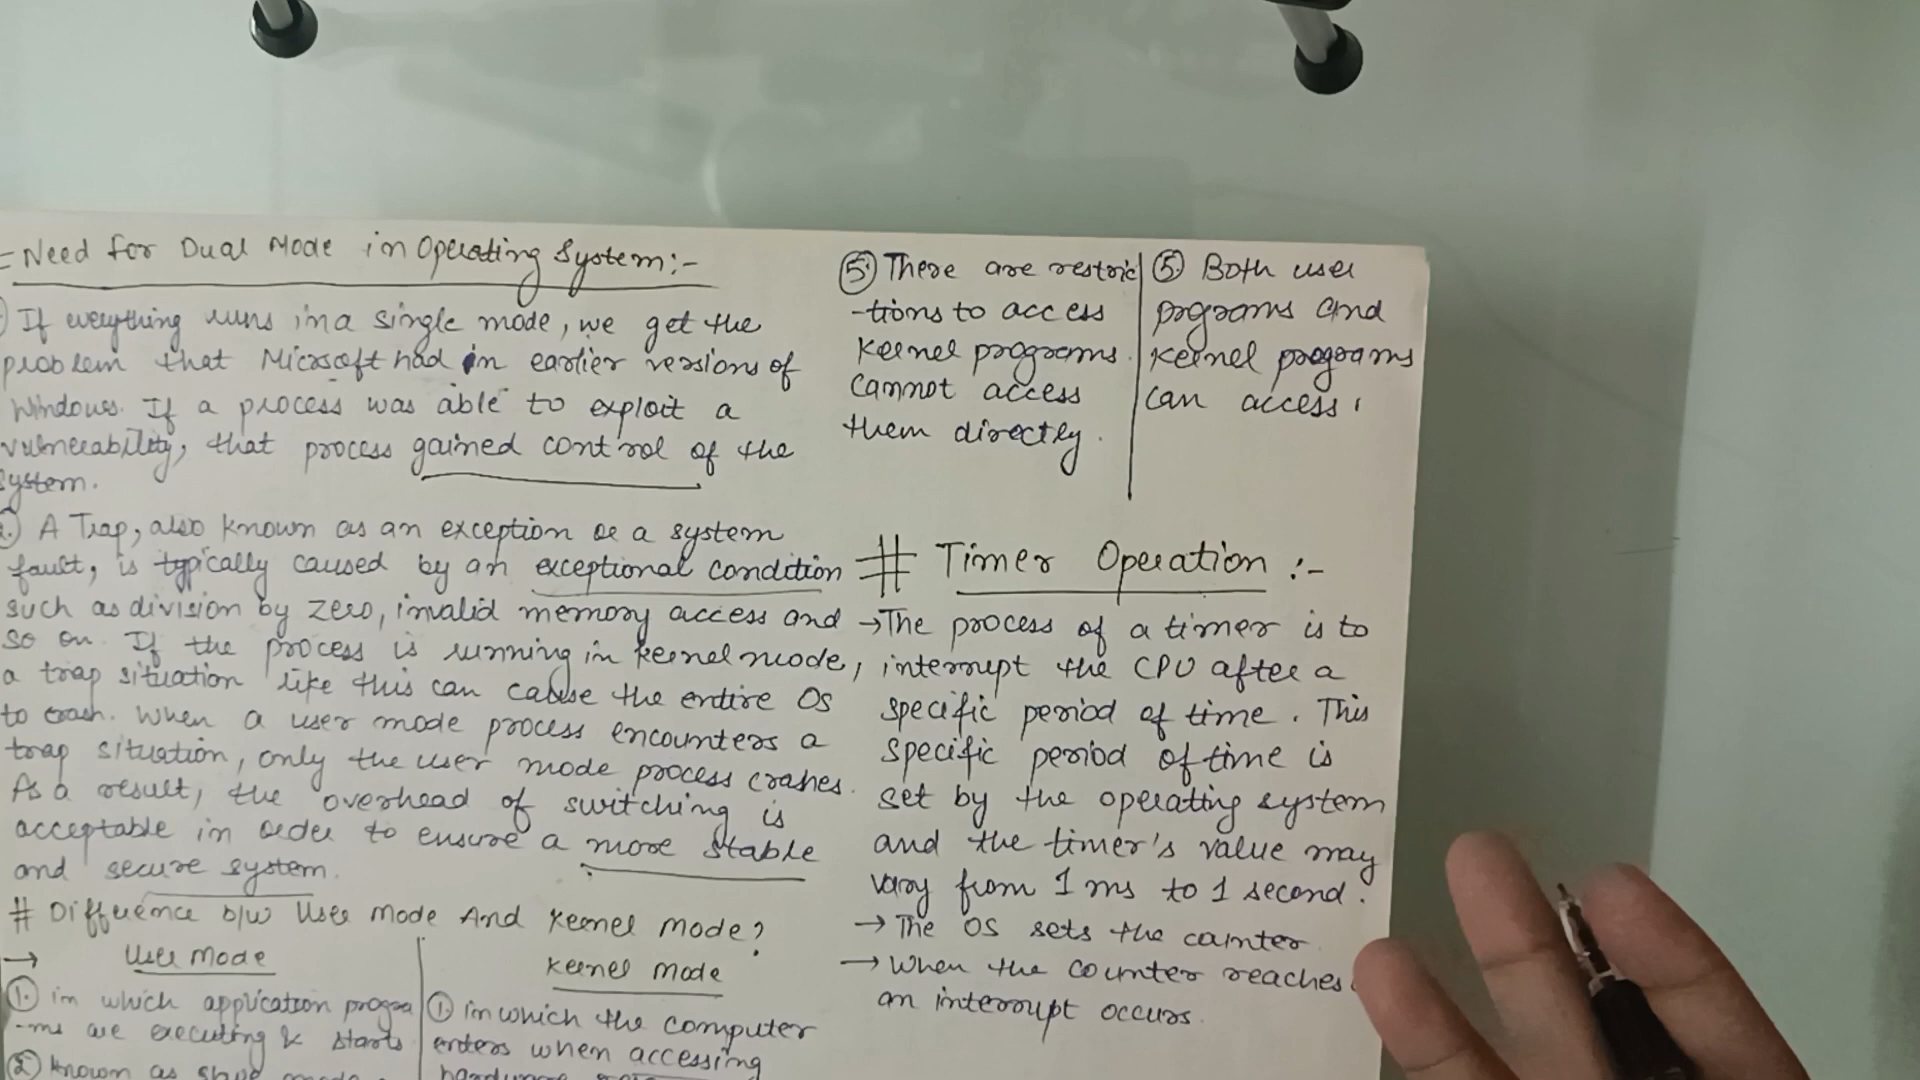 Need for Dual Mode in Operating System:-
If everything runs in a single mode, we get the
problem that Microsoft had in earlier versions of
Windows. If a process was able to exploit a
vulnerability, that process gained control of the
system.
A Trap, also known as an exception or a system
fault, is typically caused by an exceptional condition
such as division by zero, invalid memory access and
so on. If the process is running in kernel mode,
a trap situation like this can cause the entire OS
to crash. When a user mode process encounters a
trap situation, only the user mode process crashes.
As a result, the overhead of switching is
acceptable in order to ensure a more stable
and secure system.
# Difference b/w User Mode And Kernel Mode?
→ User Mode
① in which application progra
-ms are executing & starts
② known as slave mode
Kernel Mode
① in which the computer
enters when accessing
hardware
⑤ There are restric
-tions to access
kernel programs.
Cannot access
them directly.
⑤ Both user
programs and
kernel programs
can access.
# Timer Operation :-
→ The process of a timer is to
interrupt the CPU after a
specific period of time. This
specific period of time is
set by the operating system
and the timer's value may
vary from 1 ms to 1 second.
→ The OS sets the counter
→ When the counter reaches
an interrupt occurs.